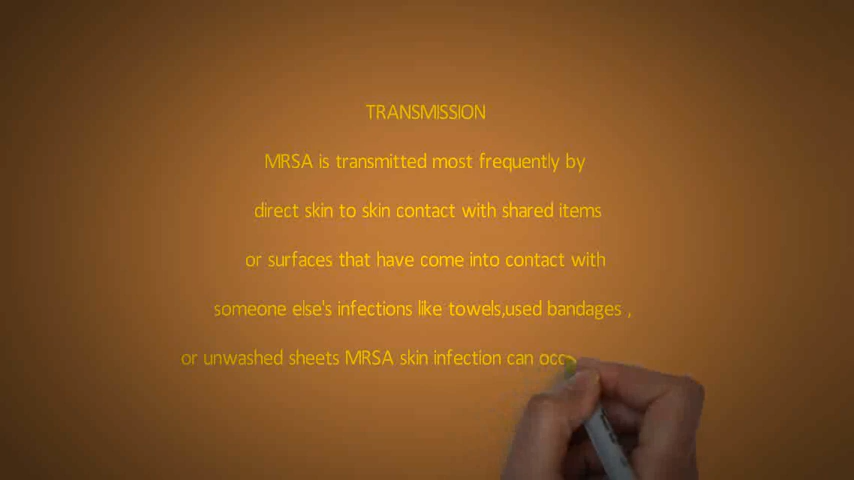 TRANSMISSION
MRSA is transmitted most frequently by
direct skin to skin contact with shared items
or surfaces that have come into contact with
someone else's infections like towels,used bandages ,
or unwashed sheets MRSA skin infection can occ